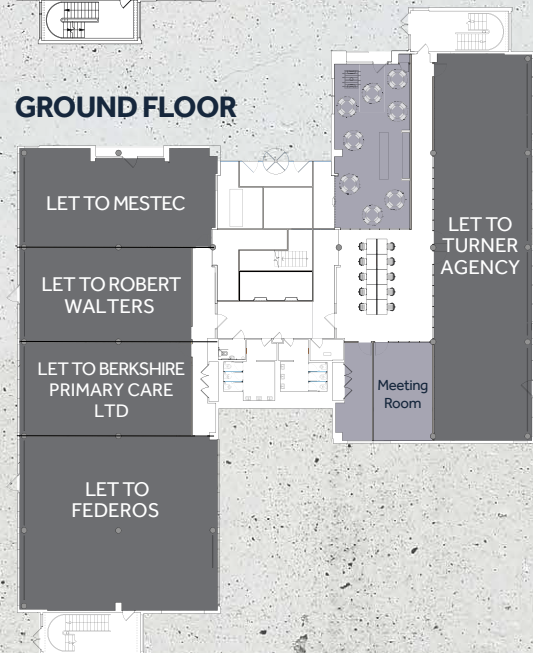 GROUND FLOOR
LET TO MESTEC
LET TO ROBERT
WALTERS
LET TO BERKSHIRE
PRIMARY CARE
LTD
LET TO
FEDEROS
LET TO
TURNER
AGENCY
Meeting
Room